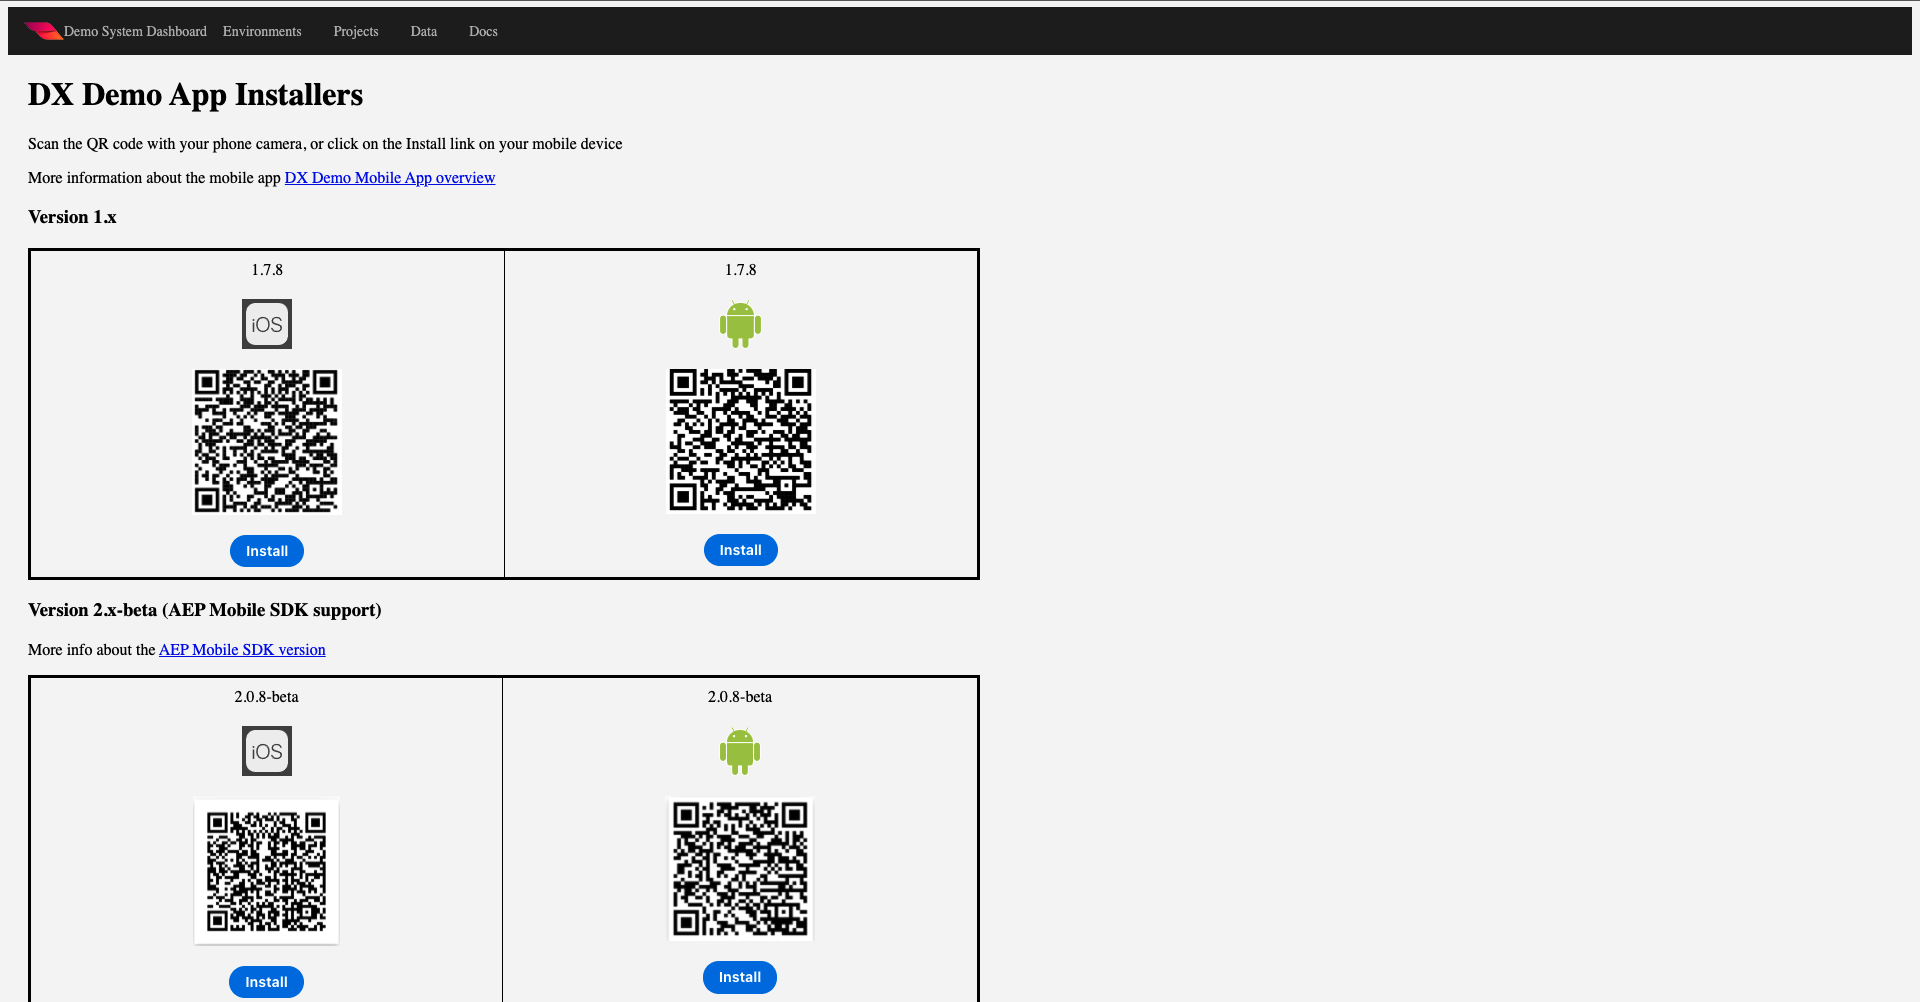 Demo System Dashboard Environments Projects Data Docs
DX Demo App Installers
Scan the QR code with your phone camera, or click on the Install link on your mobile device
More information about the mobile app DX Demo Mobile App overview
Version 1.x
1.7.8 1.7.8
iOS
Install Install
Version 2.x-beta (AEP Mobile SDK support)
More info about the AEP Mobile SDK version
2.0.8-beta 2.0.8-beta
iOS
Install Install